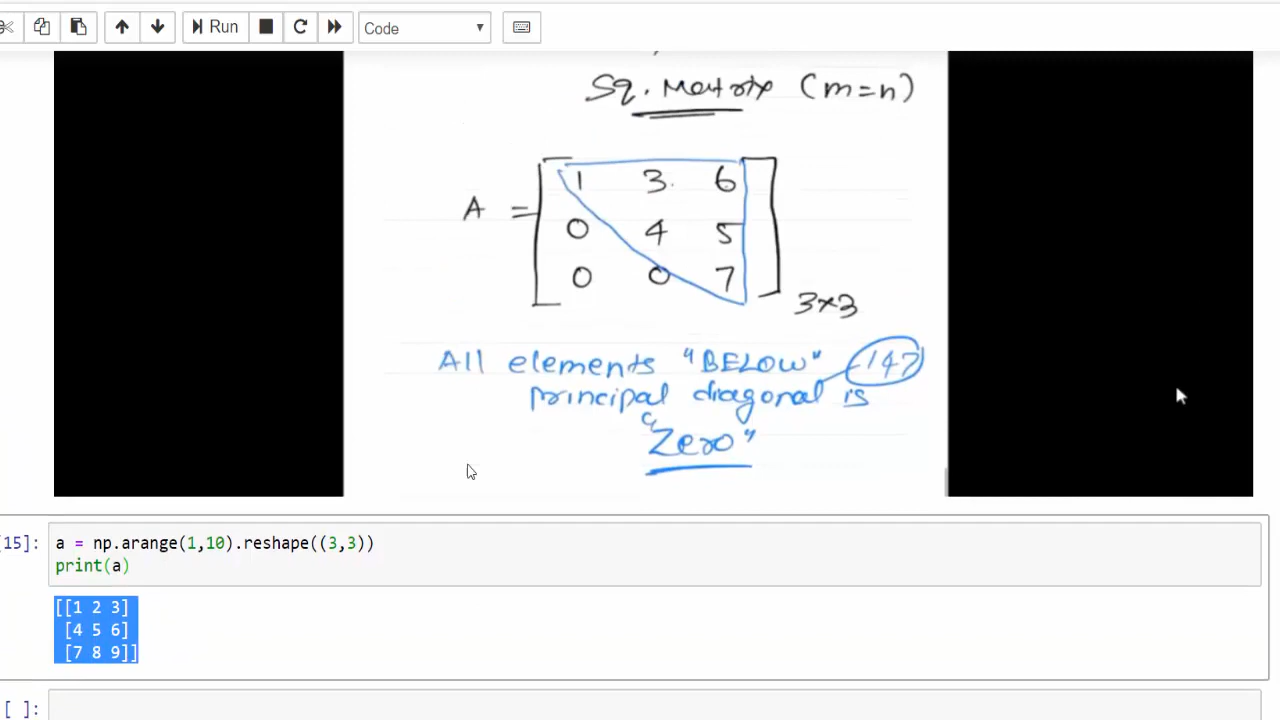 Run
Code
Sq. Matrix (m=n)
A = 1 3 6
0 4 5
0 0 7
3x3
All elements "BELOW" 147
principal diagonal is
"Zero"
[15]: a = np.arange(1,10).reshape((3,3))
print(a)
[[1 2 3]
[4 5 6]
[7 8 9]]
[ ]: